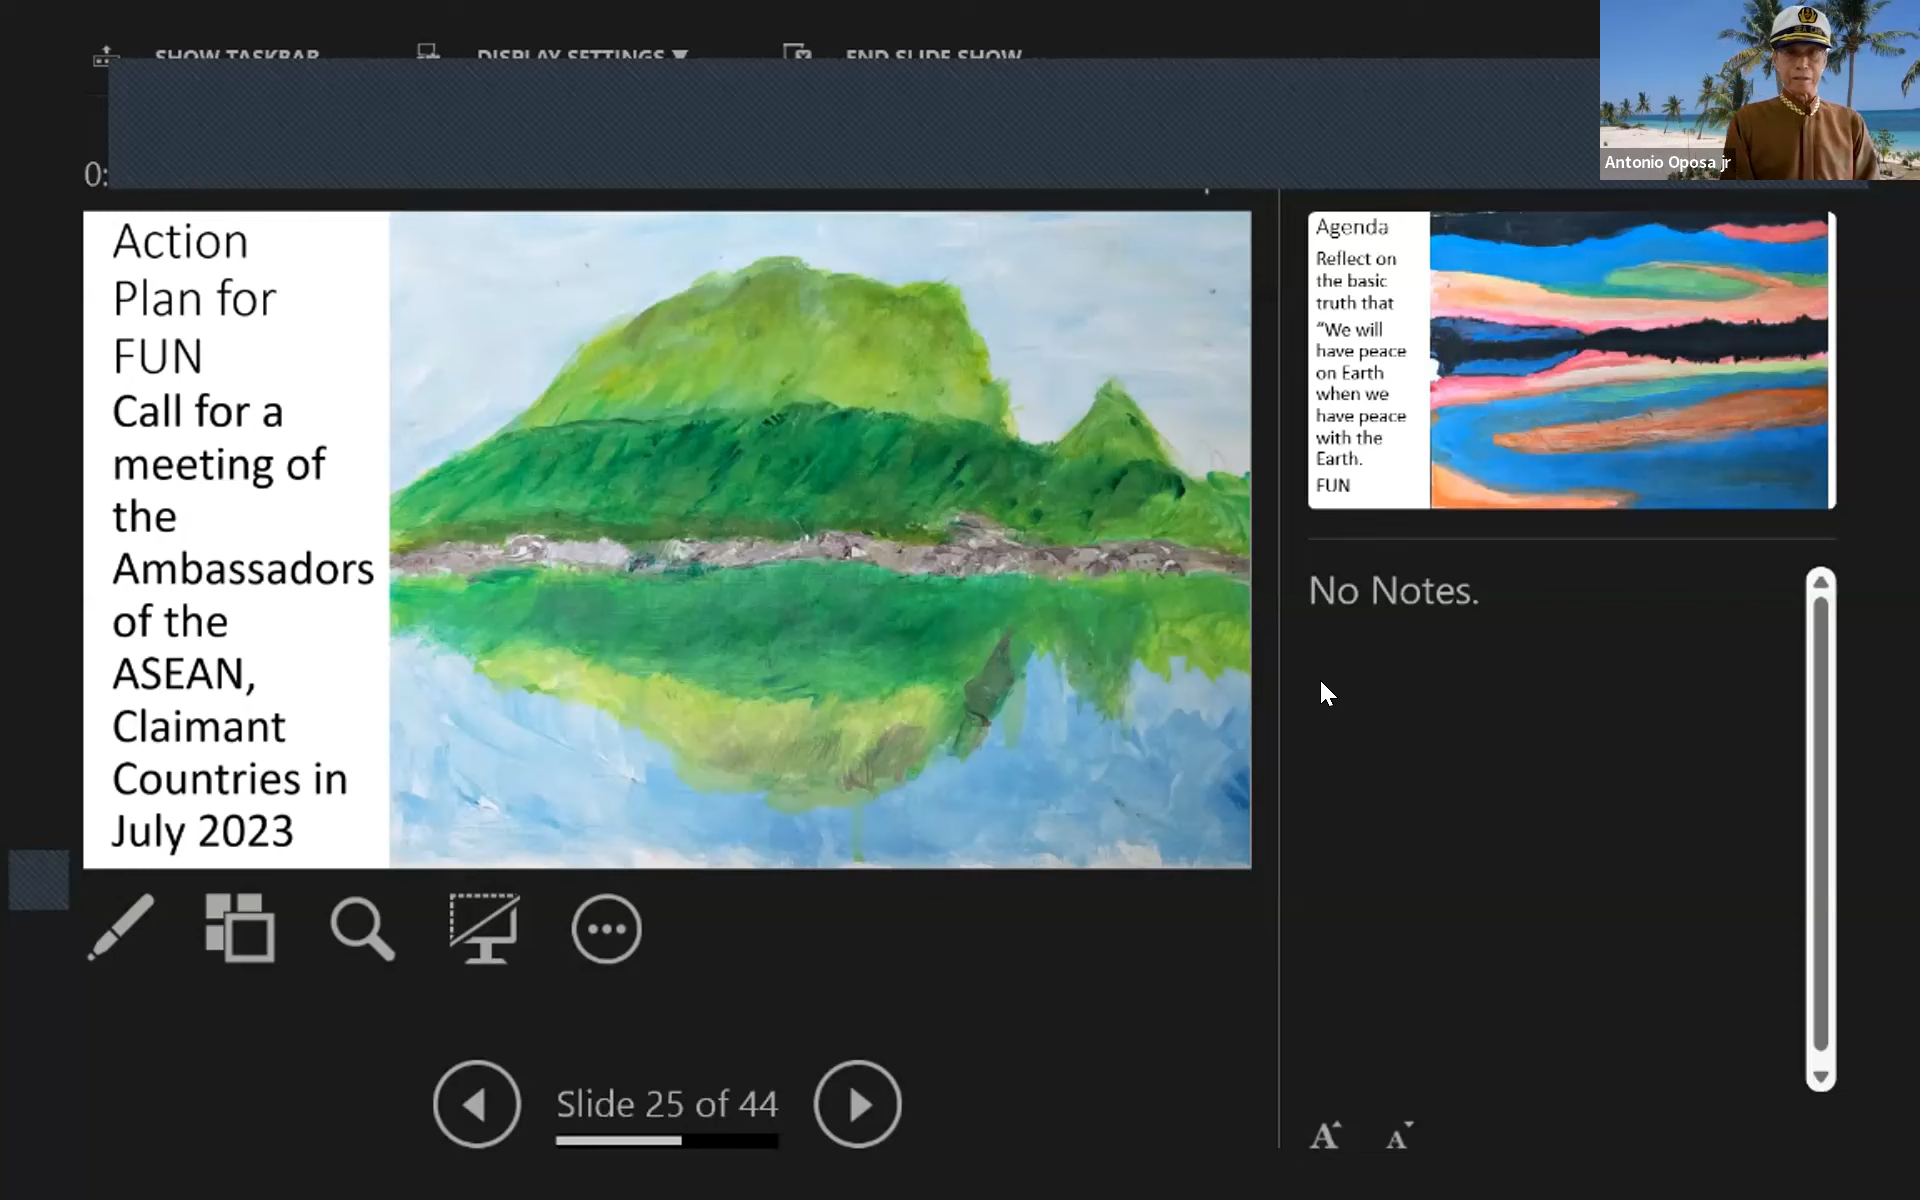 SHOW TASKBAR
DISPLAY SETTINGS
END SLIDE SHOW
Antonio Oposa jr
0:
Action
Plan for
FUN
Call for a
meeting of
the
Ambassadors
of the
ASEAN,
Claimant
Countries in
July 2023
Agenda
Reflect on
the basic
truth that
“We will
have peace
on Earth
when we
have peace
with the
Earth.
FUN
No Notes.
Slide 25 of 44
A A